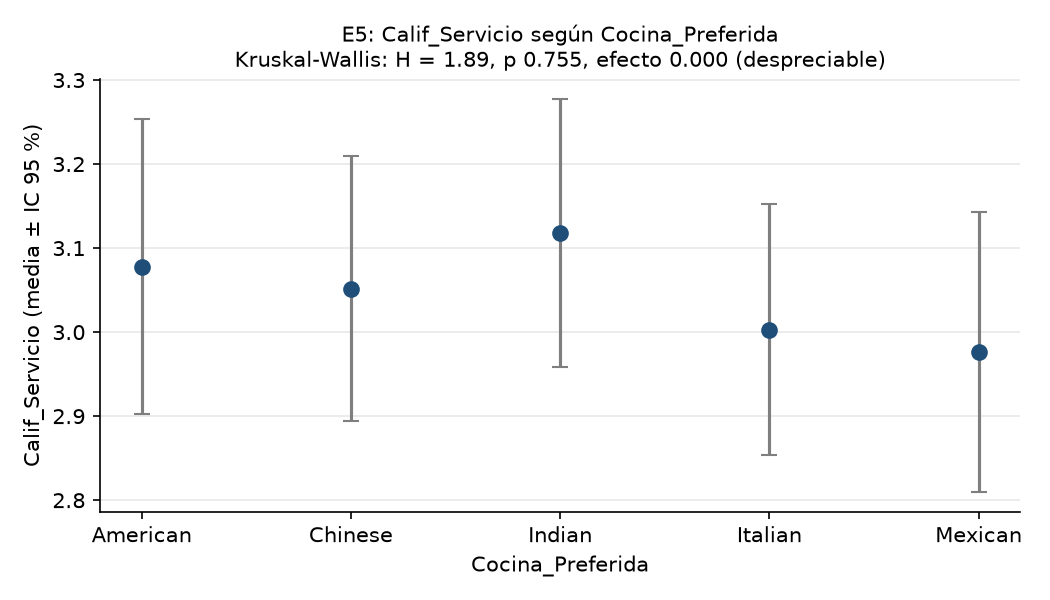 E5: Calif_Servicio según Cocina_Preferida
Kruskal-Wallis: H = 1.89, p 0.755, efecto 0.000 (despreciable)
Calif_Servicio (media ± IC 95 %)
3.3
3.2
3.1
3.0
2.9
2.8
American
Chinese
Indian
Italian
Mexican
Cocina_Preferida